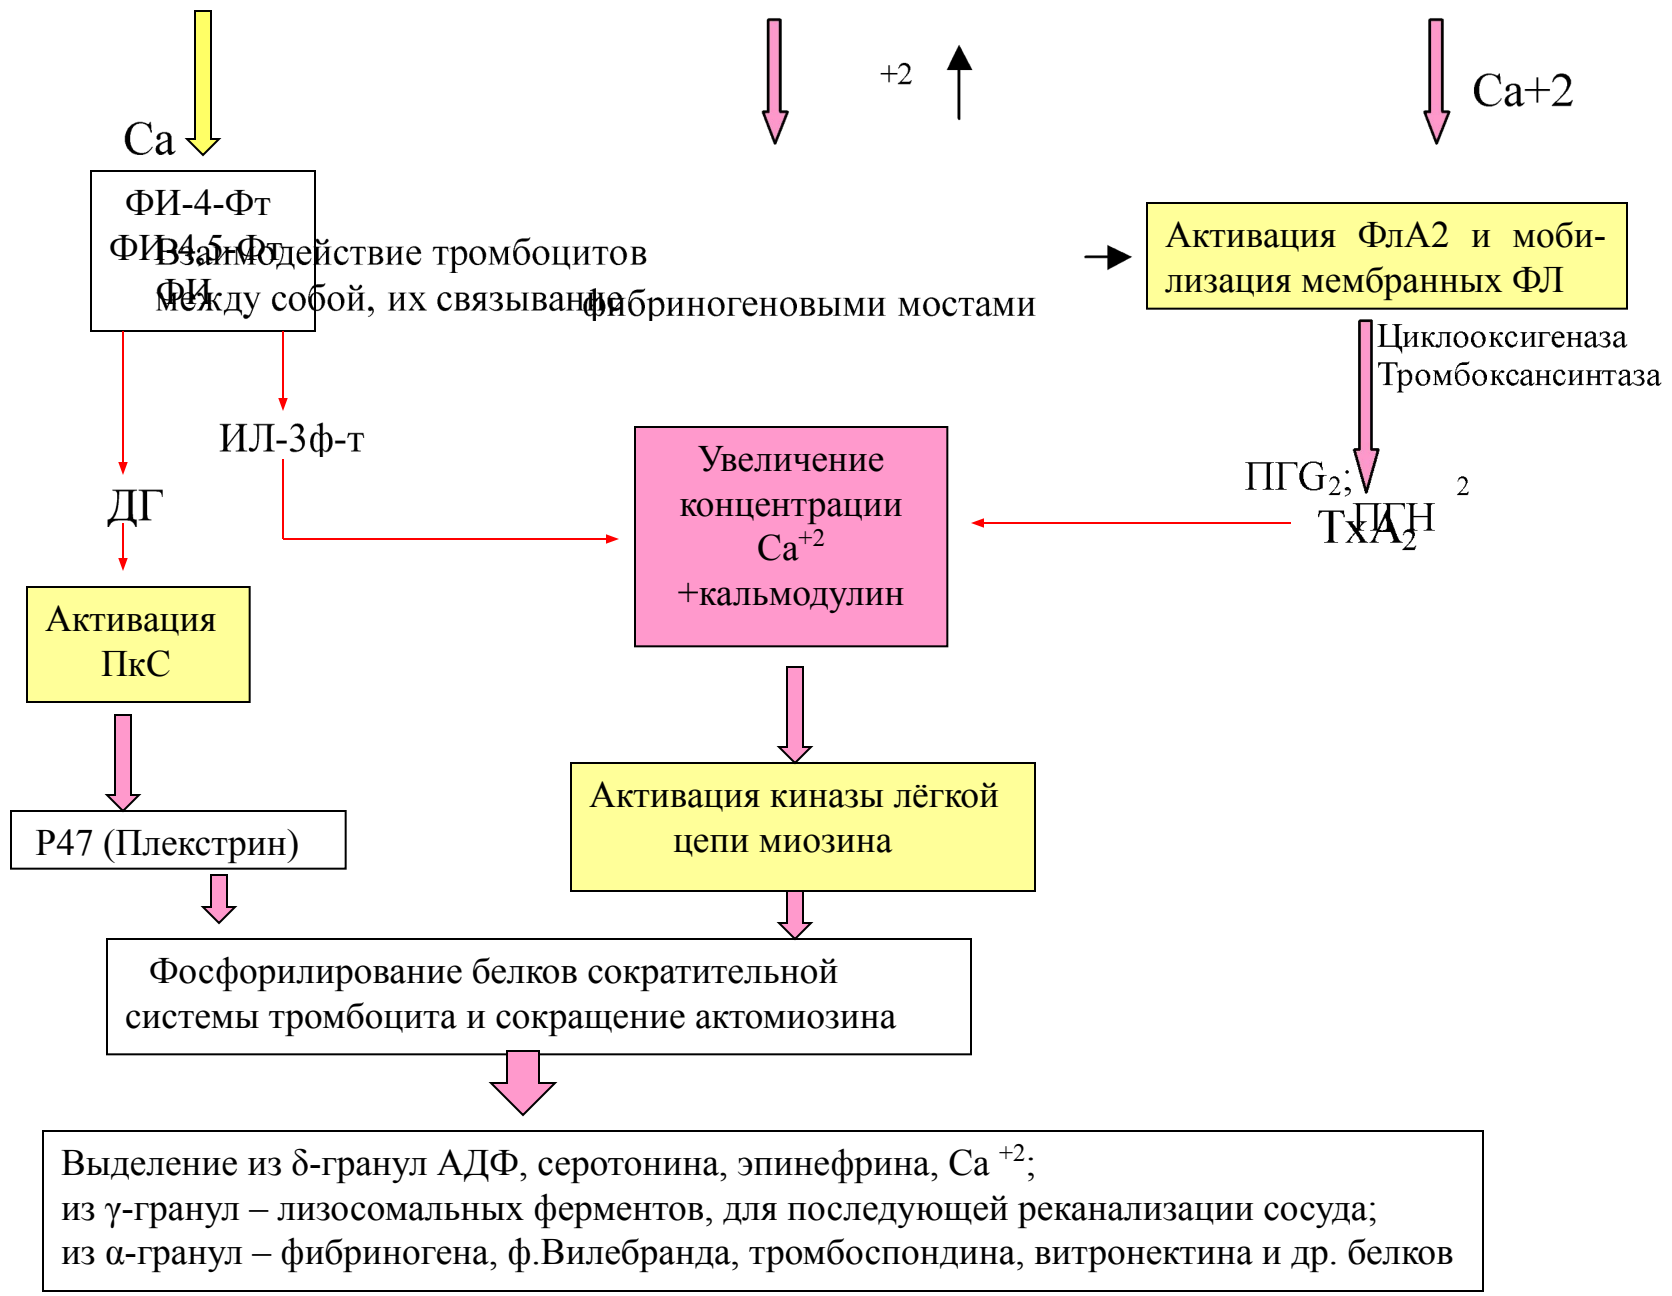 +2
Ca+2
Ca
ФИ-4-Фт
ФИ-4,5-Фт
ФИ
Взаимодействие тромбоцитов
между собой, их связывание
фибриногеновыми мостами
Активация ФлА2 и моби-
лизация мембранных ФЛ
Циклооксигеназа
Тромбоксансинтаза
ИЛ-3ф-т
ДГ
Увеличение
концентрации
Са+2
+кальмодулин
ПГG2;
ПГН 2
ТхА2
Активация
ПкС
Р47 (Плекстрин)
Активация киназы лёгкой
цепи миозина
Фосфорилирование белков сократительной
системы тромбоцита и сокращение актомиозина
Выделение из δ-гранул АДФ, серотонина, эпинефрина, Са +2;
из γ-гранул – лизосомальных ферментов, для последующей реканализации сосуда;
из α-гранул – фибриногена, ф.Вилебранда, тромбоспондина, витронектина и др. белков